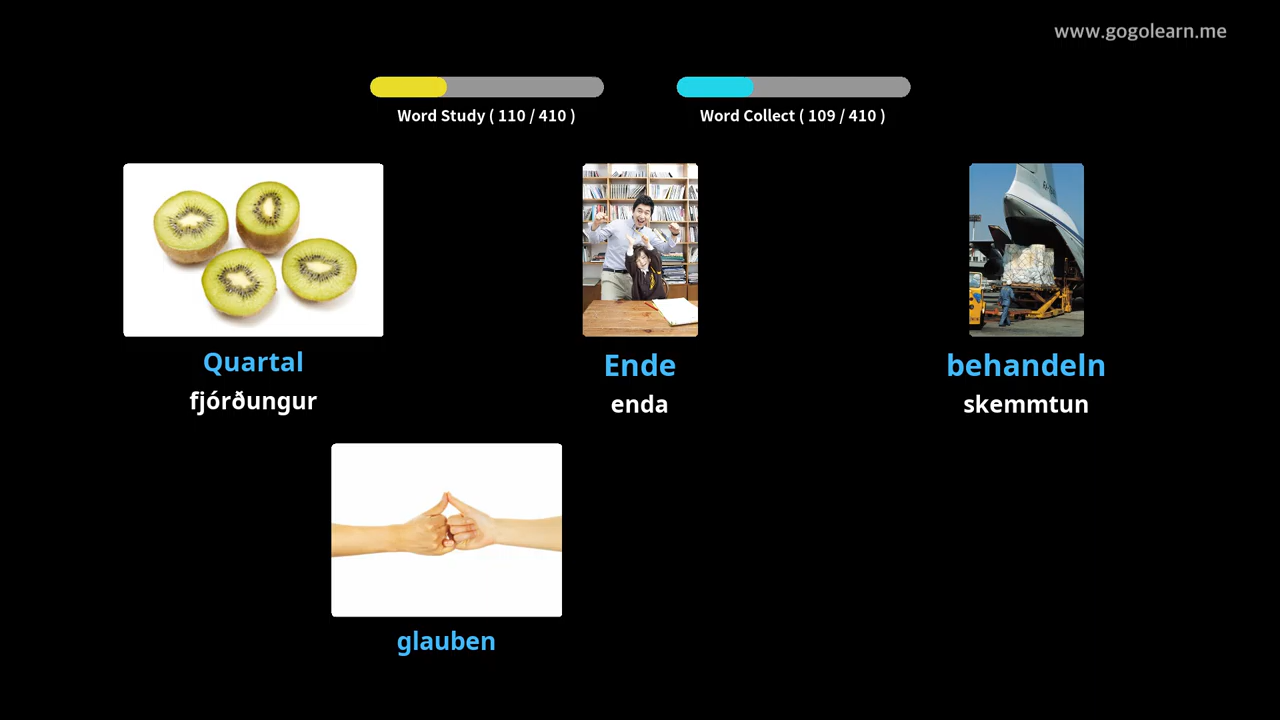 www.gogolearn.me
Word Study ( 110 / 410 )
Word Collect ( 109 / 410 )
Quartal
fjórðungur
Ende
enda
behandeln
skemmtun
glauben